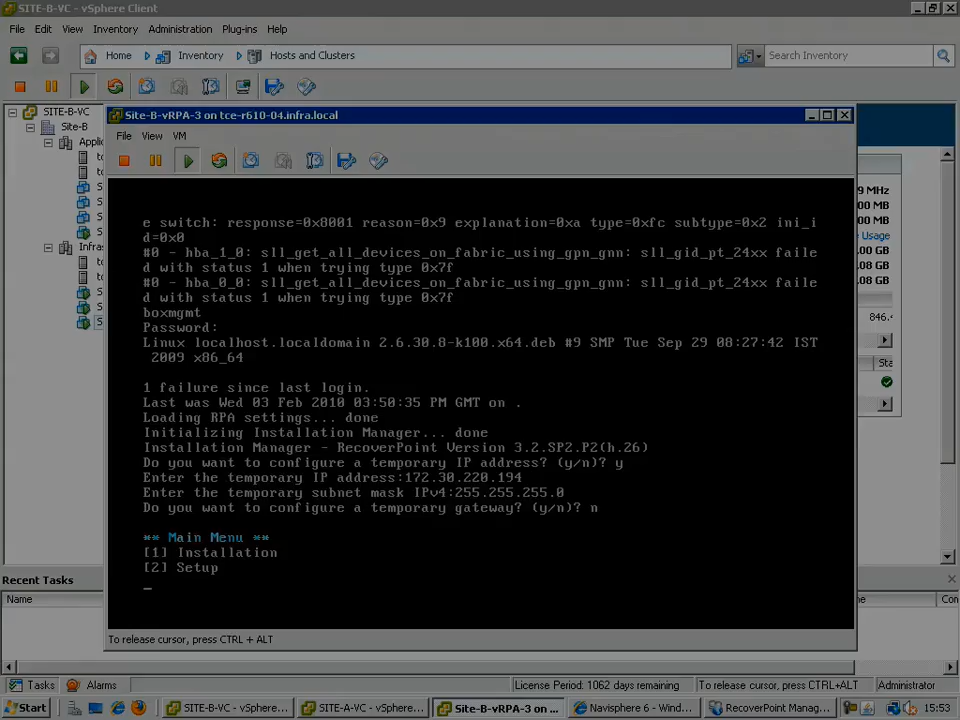 SITE-B-VC - vSphere Client
File Edit View Inventory Administration Plug-ins Help
Home Inventory Hosts and Clusters Search Inventory
SITE-B-VC
Site-B
Appli
Infras
Site-B-vRPA-3 on tce-r610-04.infra.local
File View VM
e switch: response=0x8001 reason=0x9 explanation=0xa type=0xfc subtype=0x2 ini_i
d=0x0
#0 - hba_1_0: sll_get_all_devices_on_fabric_using_gpn_gnn: sll_gid_pt_24xx faile
d with status 1 when trying type 0x7f
#0 - hba_0_0: sll_get_all_devices_on_fabric_using_gpn_gnn: sll_gid_pt_24xx faile
d with status 1 when trying type 0x7f
boxmgmt
Password:
Linux localhost.localdomain 2.6.30.8-k100.x64.deb #9 SMP Tue Sep 29 08:27:42 IST
2009 x86_64
1 failure since last login.
Last was Wed 03 Feb 2010 03:50:35 PM GMT on .
Loading RPA settings... done
Initializing Installation Manager... done
Installation Manager - RecoverPoint Version 3.2.SP2.P2(h.26)
Do you want to configure a temporary IP address? (y/n)? y
Enter the temporary IP address:172.30.220.194
Enter the temporary subnet mask IPv4:255.255.255.0
Do you want to configure a temporary gateway? (y/n)? n
** Main Menu **
[1] Installation
[2] Setup
To release cursor, press CTRL + ALT
9 MHz
00 MB
00 MB
Usage
.00 GB
.08 GB
.08 GB
846.
Sta
Recent Tasks
Name
Con
Tasks Alarms License Period: 1062 days remaining To release cursor, press CTRL+ALT Administrator
Start SITE-B-VC - vSphere... SITE-A-VC - vSphere... Site-B-vRPA-3 on ... Navisphere 6 - Wind... RecoverPoint Manag... 15:53